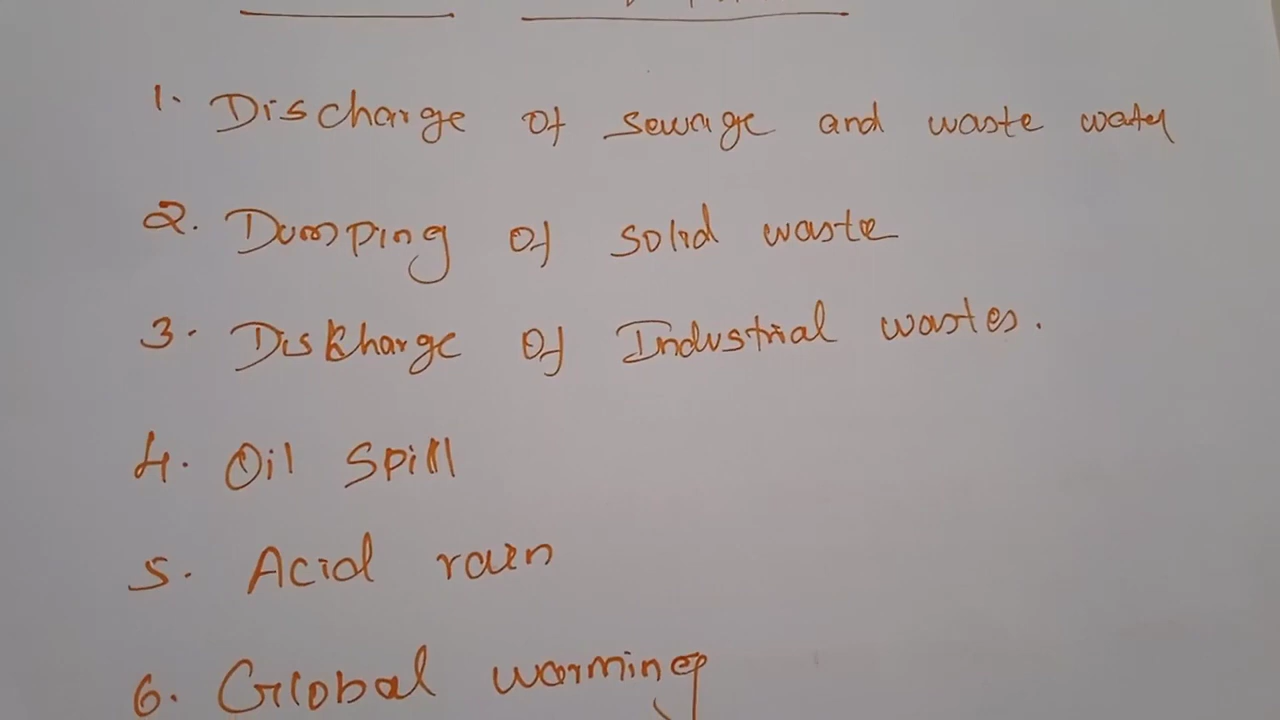 1. Discharge of sewage and waste water
2. Dumping of solid waste
3. Discharge of Industrial wastes.
4. Oil Spill
5. Acid rain
6. Global warming